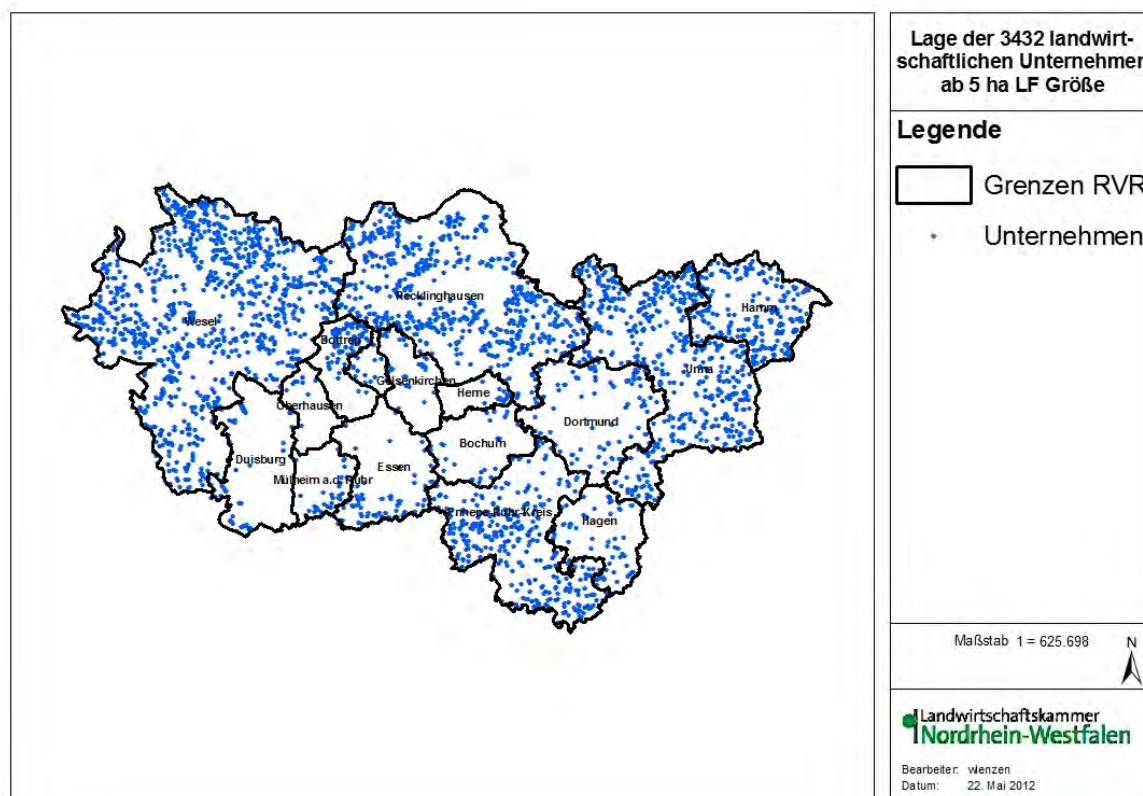 Lage der 3432 landwirt-
schaftlichen Unternehmen
ab 5 ha LF Größe
Legende
Grenzen RVR
Unternehmen
Recklinghausen
Hamm
Wesel
Bottrop
Unna
Gelsenkirchen
Herne
Oberhausen
Dortmund
Bochum
Duisburg
Essen
Mülheim a.d. Ruhr
Ennepe-Ruhr-Kreis
Hagen
Maßstab 1 = 625.698
N
Landwirtschaftskammer
Nordrhein-Westfalen
Bearbeiter: wienzen
Datum: 22. Mai 2012